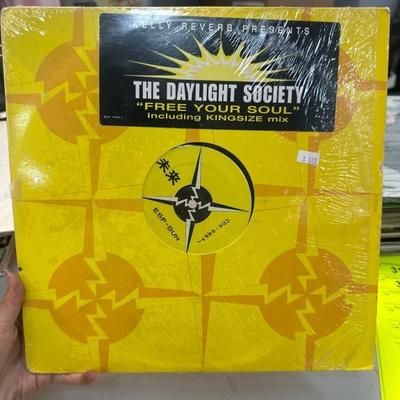 KELLY REVERB PRESENTS
THE DAYLIGHT SOCIETY
"FREE YOUR SOUL"
Including KINGSIZE mix
未来
ESP-SUN